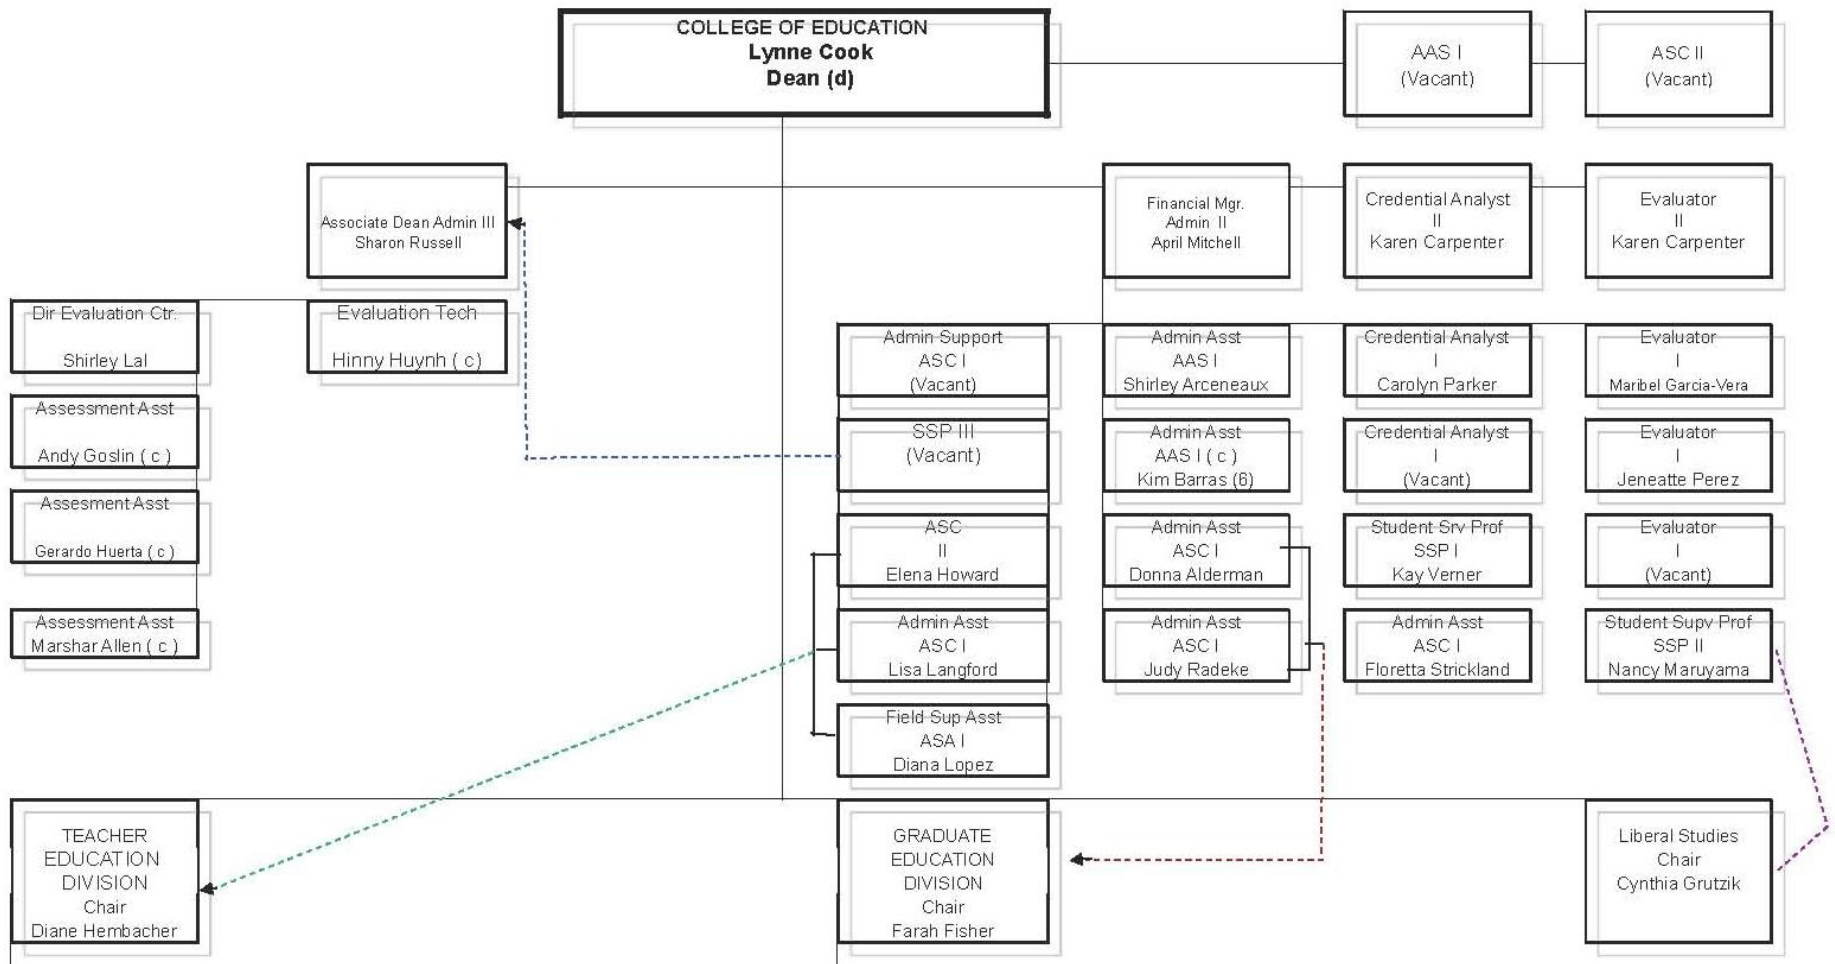 COLLEGE OF EDUCATION
Lynne Cook
Dean (d)
AAS I
(Vacant)
ASC II
(Vacant)
Associate Dean Admin III
Sharon Russell
Financial Mgr.
Admin II
April Mitchell
Credential Analyst
II
Karen Carpenter
Evaluator
II
Karen Carpenter
Dir Evaluation Ctr.
Shirley Lal
Evaluation Tech
Hinny Huynh ( c )
Assessment Asst
Andy Goslin ( c )
Assesment Asst
Gerardo Huerta ( c )
Assessment Asst
Marshar Allen ( c )
Admin Support
ASC I
(Vacant)
Admin Asst
AAS I
Shirley Arceneaux
Credential Analyst
I
Carolyn Parker
Evaluator
I
Maribel Garcia-Vera
SSP III
(Vacant)
Admin Asst
AAS I ( c )
Kim Barras (6)
Credential Analyst
I
(Vacant)
Evaluator
I
Jeneatte Perez
ASC
II
Elena Howard
Admin Asst
ASC I
Donna Alderman
Student Srv Prof
SSP I
Kay Verner
Evaluator
I
(Vacant)
Admin Asst
ASC I
Lisa Langford
Admin Asst
ASC I
Judy Radeke
Admin Asst
ASC I
Floretta Strickland
Student Supv Prof
SSP II
Nancy Maruyama
Field Sup Asst
ASA I
Diana Lopez
TEACHER
EDUCATION
DIVISION
Chair
Diane Hembacher
GRADUATE
EDUCATION
DIVISION
Chair
Farah Fisher
Liberal Studies
Chair
Cynthia Grutzik